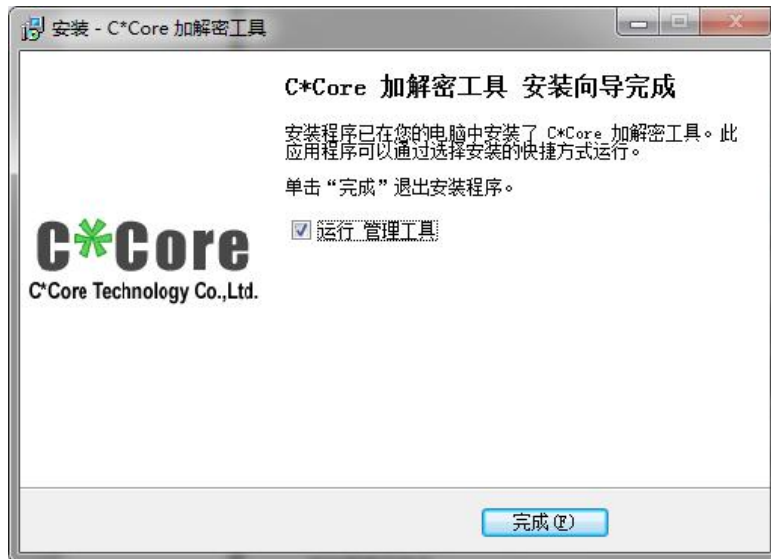 安装 - C*Core 加解密工具
C*Core 加解密工具 安装向导完成
安装程序已在您的电脑中安装了 C*Core 加解密工具。此
应用程序可以通过选择安装的快捷方式运行。
单击“完成”退出安装程序。
运行 管理工具
C*Core
C*Core Technology Co.,Ltd.
完成(F)